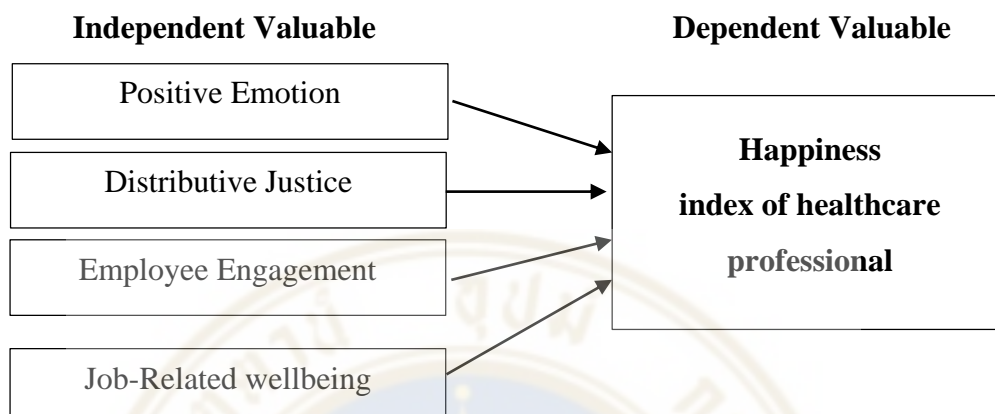 Independent Valuable
Dependent Valuable
Positive Emotion
Distributive Justice
Employee Engagement
Job-Related wellbeing
Happiness
index of healthcare
professional